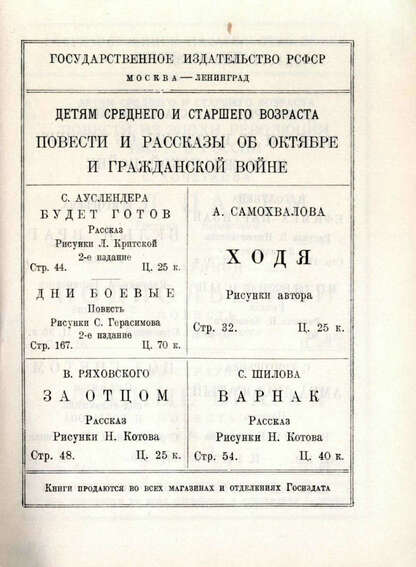 ГОСУДАРСТВЕННОЕ ИЗДАТЕЛЬСТВО РСФСР
МОСКВА — ЛЕНИНГРАД
ДЕТЯМ СРЕДНЕГО И СТАРШЕГО ВОЗРАСТА
ПОВЕСТИ И РАССКАЗЫ ОБ ОКТЯБРЕ
И ГРАЖДАНСКОЙ ВОЙНЕ
С. АУСЛЕНДЕРА
БУДЕТ ГОТОВ
Рассказ
Рисунки Л. Критской
2-е издание
Стр. 44. Ц. 25 к.
ДНИ БОЕВЫЕ
Повесть
Рисунки С. Герасимова
2-е издание
Стр. 167. Ц. 70 к.
А. САМОХВАЛОВА
ХОДЯ
Рисунки автора
Стр. 32. Ц. 25 к.
В. РЯХОВСКОГО
ЗА ОТЦОМ
Рассказ
Рисунки Н. Котова
Стр. 48. Ц. 25 к.
С. ШИЛОВА
ВАРНАК
Рассказ
Рисунки Н. Котова
Стр. 54. Ц. 40 к.
Книги продаются во всех магазинах и отделениях Госиздата